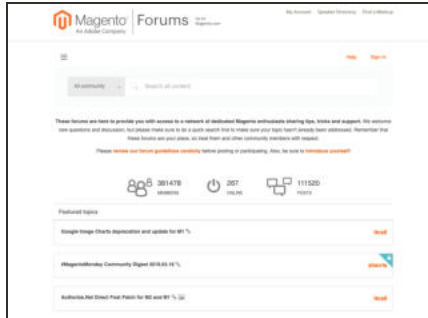 My Account Speaker Directory Find a Meetup
Magento Forums
An Adobe Company
Magento.com
Help Sign In
All community Search all content
These forums are here to provide you with access to a network of dedicated Magento enthusiasts sharing tips, tricks and support. We welcome
new questions and discussion, but please make sure to do a quick search first to make sure your topic hasn't already been addressed. Remember that
these forums are your place, so treat them and other community members with respect.
Please review our forum guidelines carefully before posting or participating. Also, be sure to introduce yourself!
381478 MEMBERS 267 ONLINE 111520 POSTS
Featured topics
Google Image Charts deprecation and update for M1
#MagentoMonday Community Digest 2019.03.18
Authorize.Net Direct Post Patch for M2 and M1